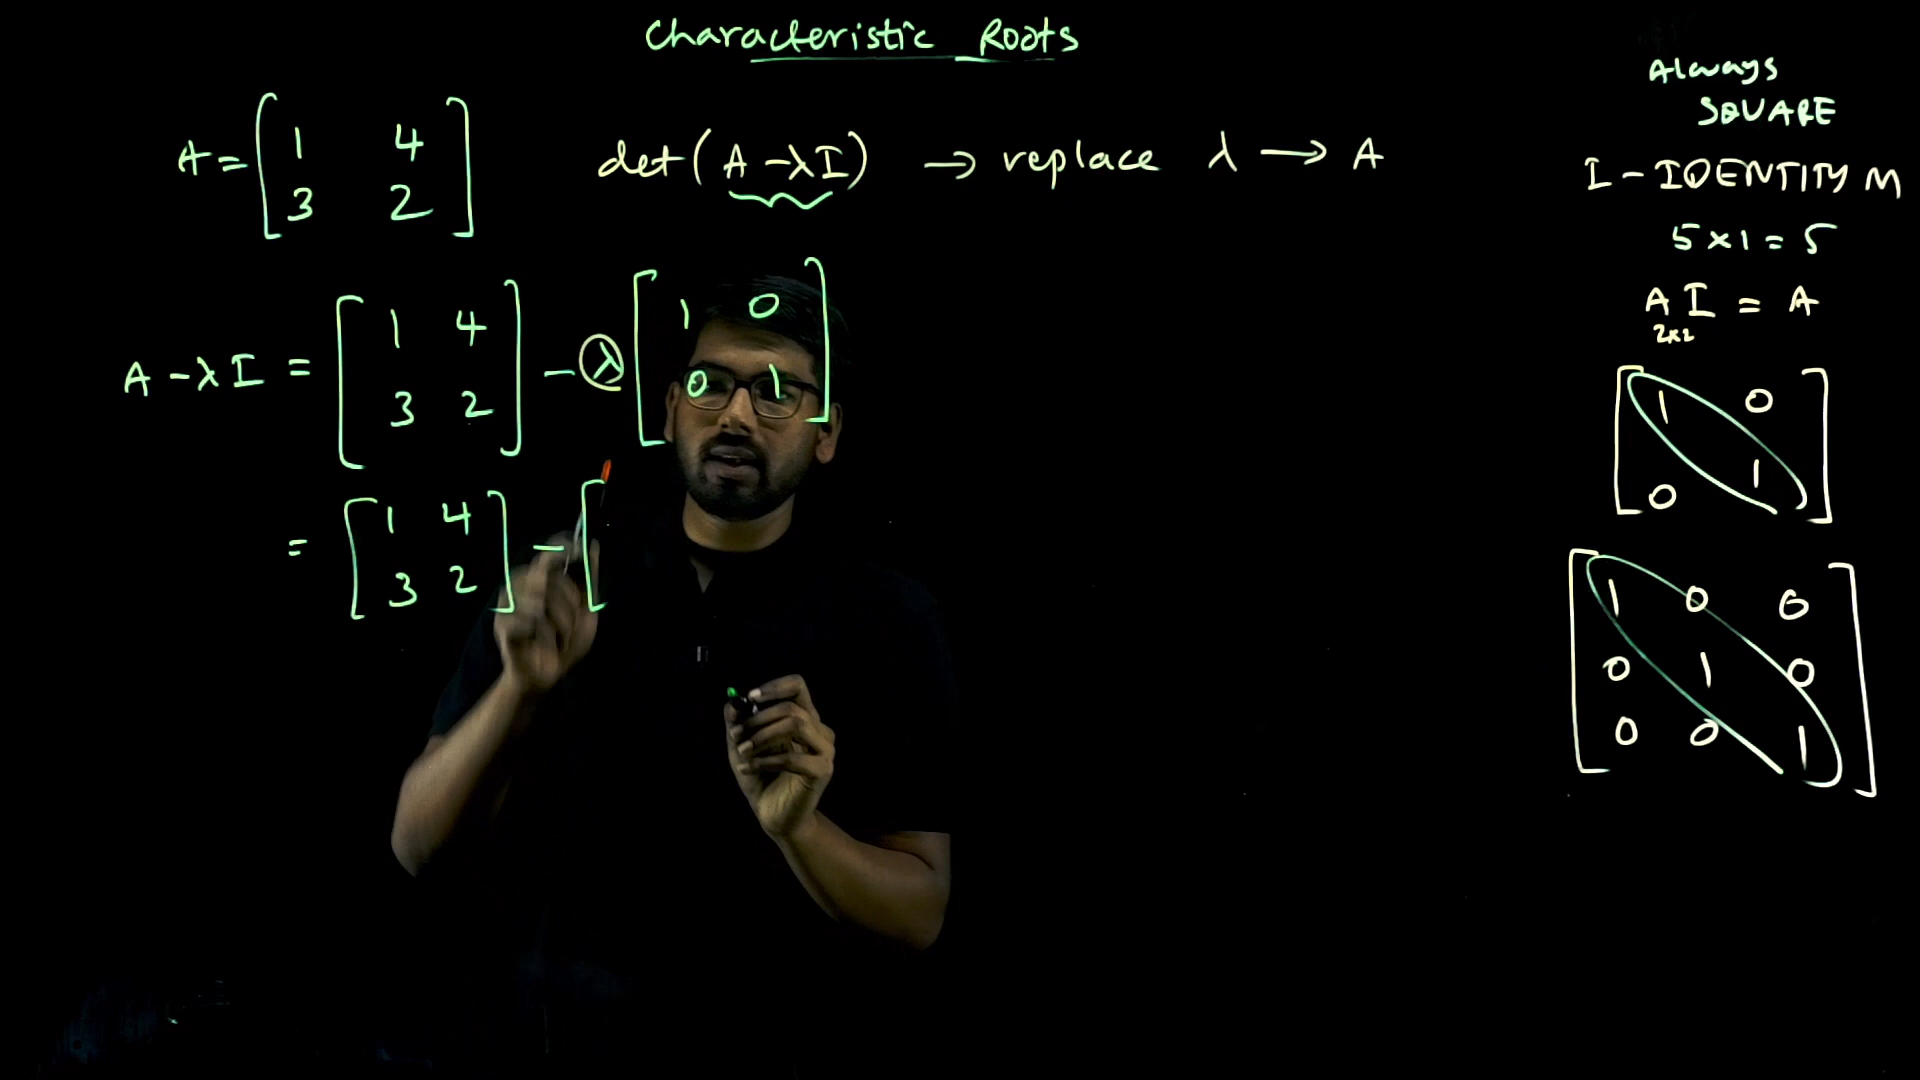 Characteristic Roots
A = [ 1 4
3 2 ]
det ( A - λI ) → replace λ → A
A - λ I = [ 1 4
3 2 ] - λ [ 1 0
0 1 ]
= [ 1 4
3 2 ] - [
Always
SQUARE
I - IDENTITY M
5 × 1 = 5
A I = A
2×2
[ 1 0
0 1 ]
[ 1 0 0
0 1 0
0 0 1 ]